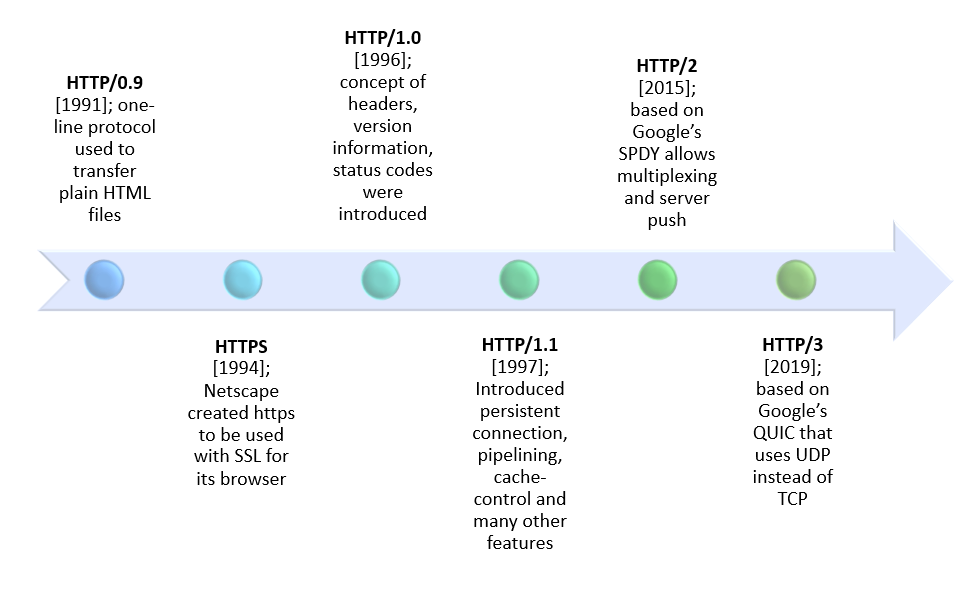 HTTP/0.9
[1991]; one-
line protocol
used to
transfer
plain HTML
files
HTTPS
[1994];
Netscape
created https
to be used
with SSL for
its browser
HTTP/1.0
[1996];
concept of
headers,
version
information,
status codes
were
introduced
HTTP/1.1
[1997];
Introduced
persistent
connection,
pipelining,
cache-
control and
many other
features
HTTP/2
[2015];
based on
Google’s
SPDY allows
multiplexing
and server
push
HTTP/3
[2019];
based on
Google’s
QUIC that
uses UDP
instead of
TCP